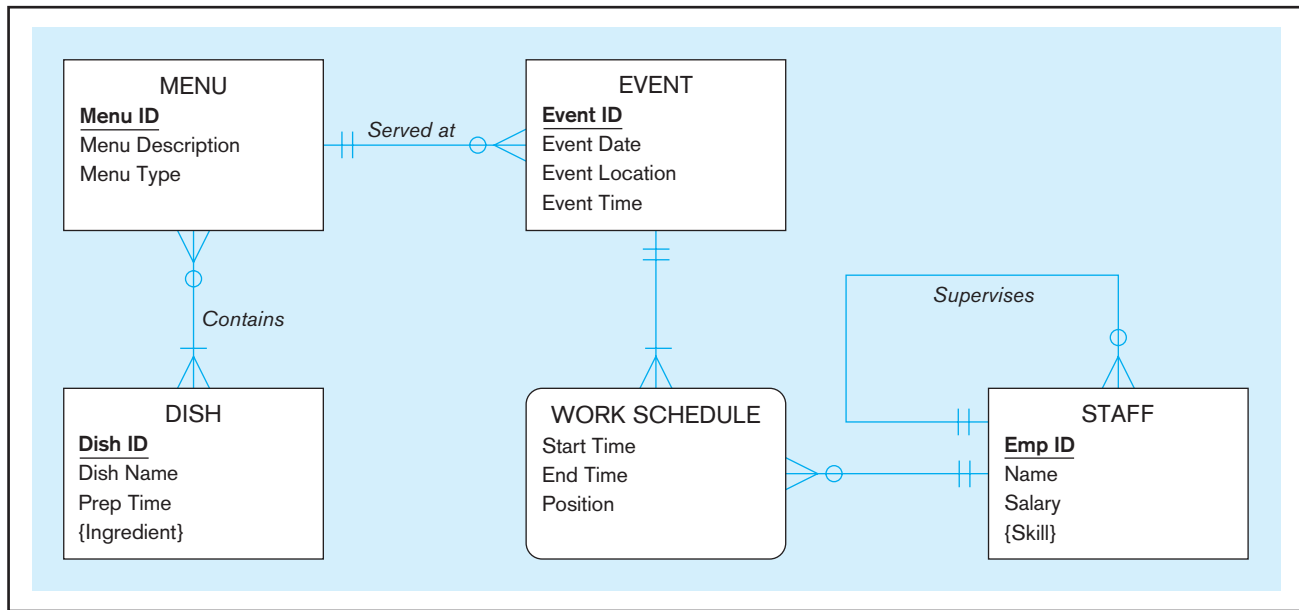 MENU
Menu ID
Menu Description
Menu Type
Served at
EVENT
Event ID
Event Date
Event Location
Event Time
Contains
Supervises
DISH
Dish ID
Dish Name
Prep Time
{Ingredient}
WORK SCHEDULE
Start Time
End Time
Position
STAFF
Emp ID
Name
Salary
{Skill}